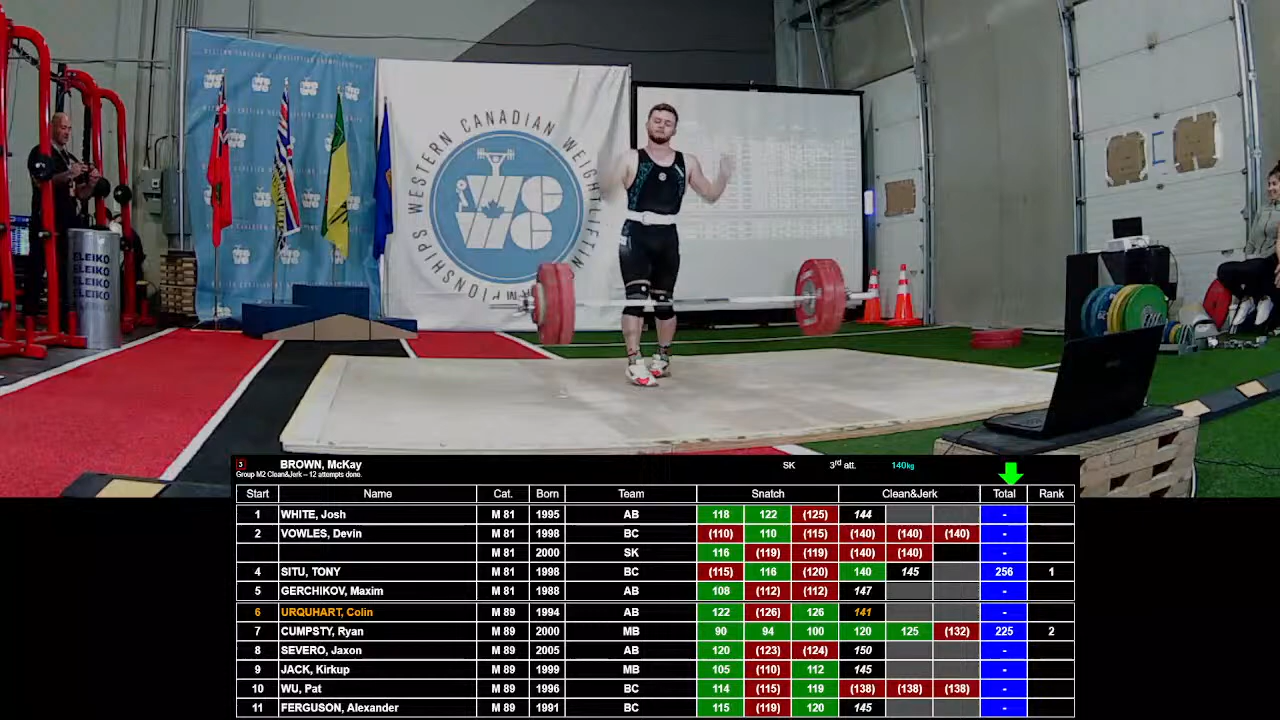 WESTERN CANADIAN WEIGHTLIFTIN
PIONSHIPS
WC
WC
ELEIKO
ELEIKO
ELEIKO
ELEIKO
3 BROWN, McKay SK 3rd att. 140kg
Group M2 Clean&Jerk – 12 attempts done.
Start Name Cat. Born Team Snatch Clean&Jerk Total Rank
1 WHITE, Josh M 81 1995 AB 118 122 (125) 144 -
2 VOWLES, Devin M 81 1998 BC (110) 110 (115) (140) (140) (140) -
M 81 2000 SK 116 (119) (119) (140) (140) -
4 SITU, TONY M 81 1998 BC (115) 116 (120) 140 145 256 1
5 GERCHIKOV, Maxim M 81 1988 AB 108 (112) (112) 147 -
6 URQUHART, Colin M 89 1994 AB 122 (126) 126 141 -
7 CUMPSTY, Ryan M 89 2000 MB 90 94 100 120 125 (132) 225 2
8 SEVERO, Jaxon M 89 2005 AB 120 (123) (124) 150 -
9 JACK, Kirkup M 89 1999 MB 105 (110) 112 145 -
10 WU, Pat M 89 1996 BC 114 (115) 119 (138) (138) (138) -
11 FERGUSON, Alexander M 89 1991 BC 115 (119) 120 145 -